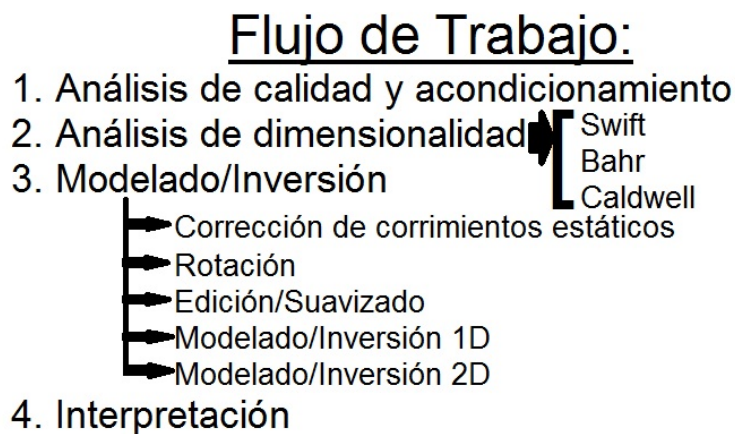 Flujo de Trabajo:
1. Análisis de calidad y acondicionamiento
2. Análisis de dimensionalidad
Swift
Bahr
Caldwell
3. Modelado/Inversión
Corrección de corrimientos estáticos
Rotación
Edición/Suavizado
Modelado/Inversión 1D
Modelado/Inversión 2D
4. Interpretación